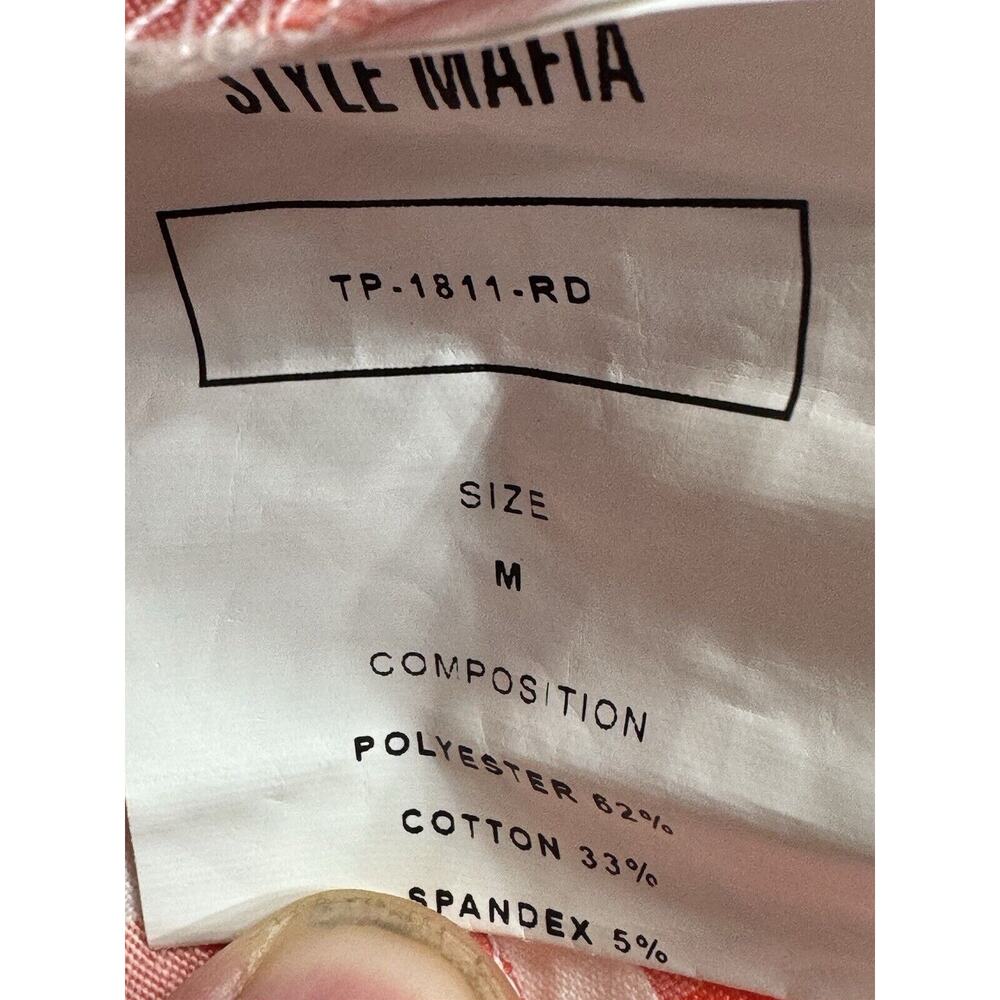 STYLE MAFIA
TP-1811-RD
SIZE
M
COMPOSITION
POLYESTER 62%
COTTON 33%
SPANDEX 5%